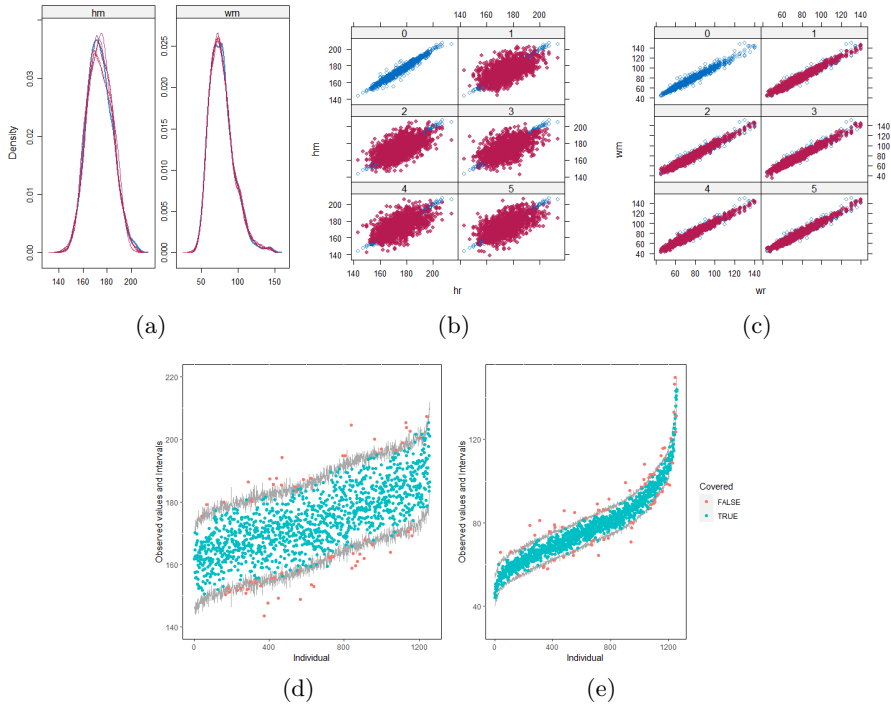 hm
wm
Density
0.00
0.01
0.02
0.03
0.000
0.005
0.010
0.015
0.020
0.025
140 160 180 200
50 100 150
(a)
140 160 180 200
0
1
2
3
4
5
hm
140
160
180
200
140
160
180
200
140
160
180
200
140 160 180 200
hr
(b)
60 80 100 120 140
0
1
2
3
4
5
wm
40
60
80
100
120
140
40
60
80
100
120
140
40
60
80
100
120
140
60 80 100 120 140
wr
(c)
Observed values and Intervals
140
160
180
200
220
0 400 800 1200
Individual
(d)
Observed values and Intervals
40
80
120
0 400 800 1200
Individual
(e)
Covered
FALSE
TRUE